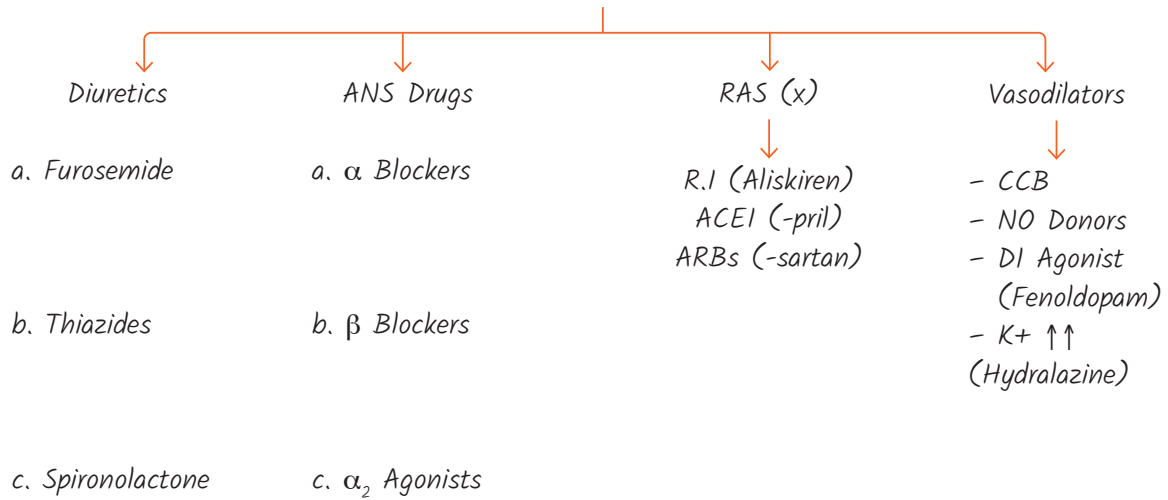 Diuretics
a. Furosemide
b. Thiazides
c. Spironolactone
ANS Drugs
a. α Blockers
b. β Blockers
c. α₂ Agonists
RAS (x)
R.I (Aliskiren)
ACEI (-pril)
ARBs (-sartan)
Vasodilators
- CCB
- NO Donors
- D1 Agonist
(Fenoldopam)
- K+ ↑↑
(Hydralazine)